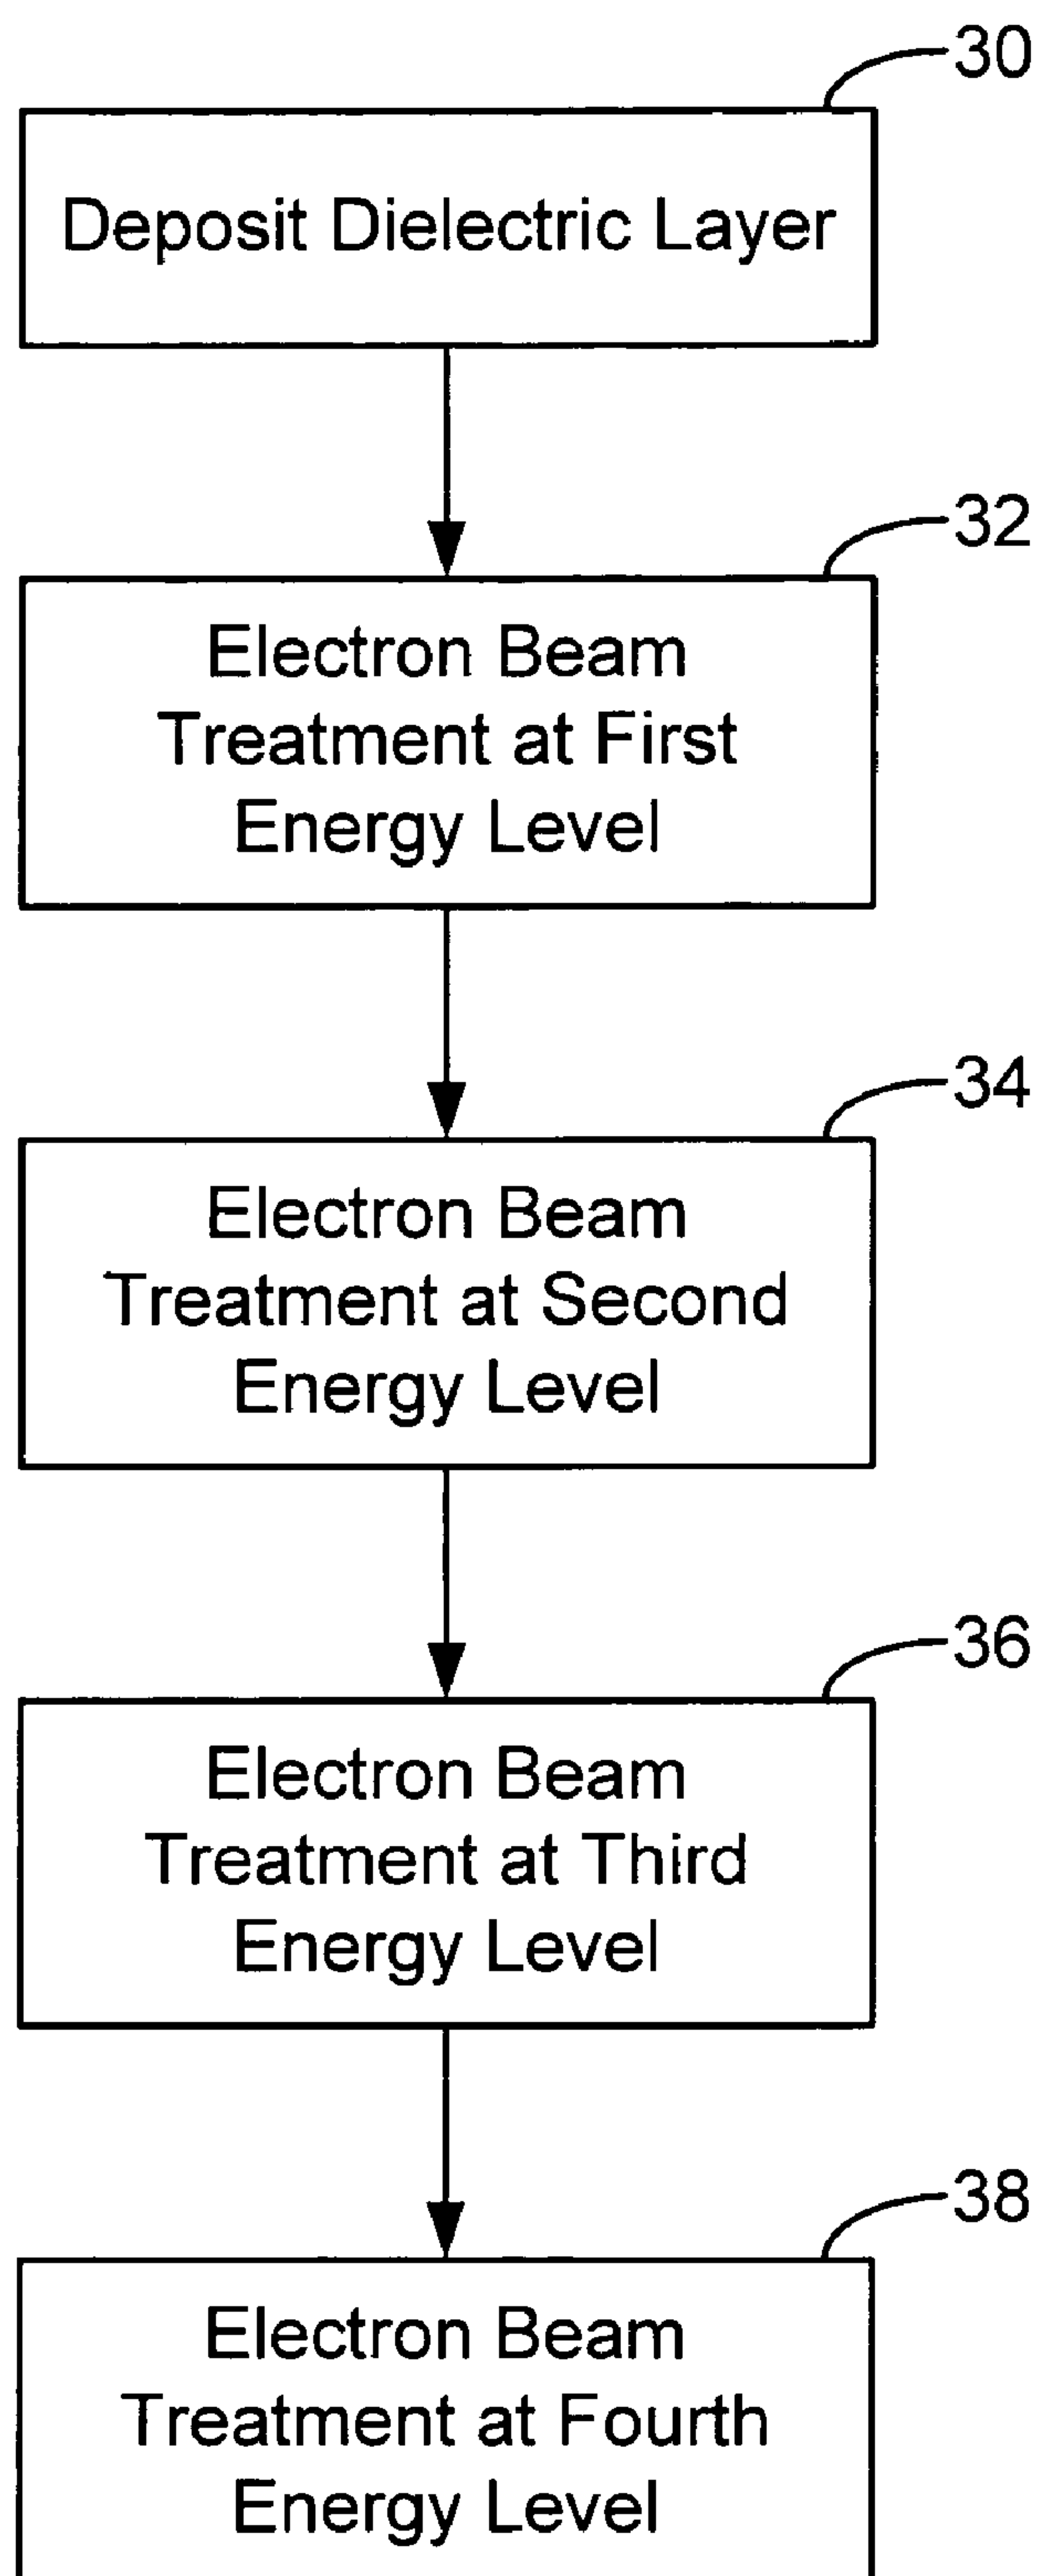 30
Deposit Dielectric Layer
32
Electron Beam
Treatment at First
Energy Level
34
Electron Beam
Treatment at Second
Energy Level
36
Electron Beam
Treatment at Third
Energy Level
38
Electron Beam
Treatment at Fourth
Energy Level